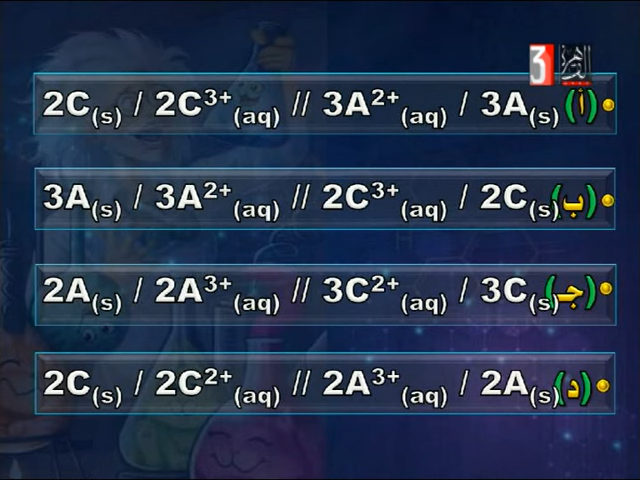 3 القاهرة
2C(s) / 2C³⁺(aq) // 3A²⁺(aq) / 3A(s) (أ)
3A(s) / 3A²⁺(aq) // 2C³⁺(aq) / 2C(s) (ب)
2A(s) / 2A³⁺(aq) // 3C²⁺(aq) / 3C(s) (جـ)
2C(s) / 2C²⁺(aq) // 2A³⁺(aq) / 2A(s) (د)